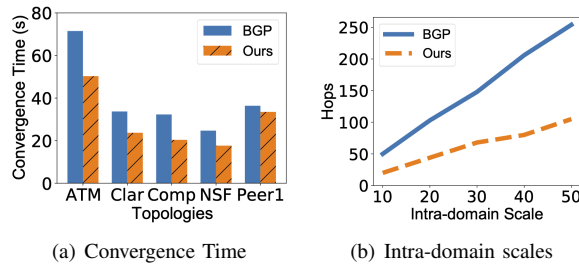 Convergence Time (s)
80
60
40
20
0
BGP
Ours
ATM Clar Comp NSF Peer1
Topologies
(a) Convergence Time
Hops
250
200
150
100
50
0
BGP
Ours
10 20 30 40 50
Intra-domain Scale
(b) Intra-domain scales